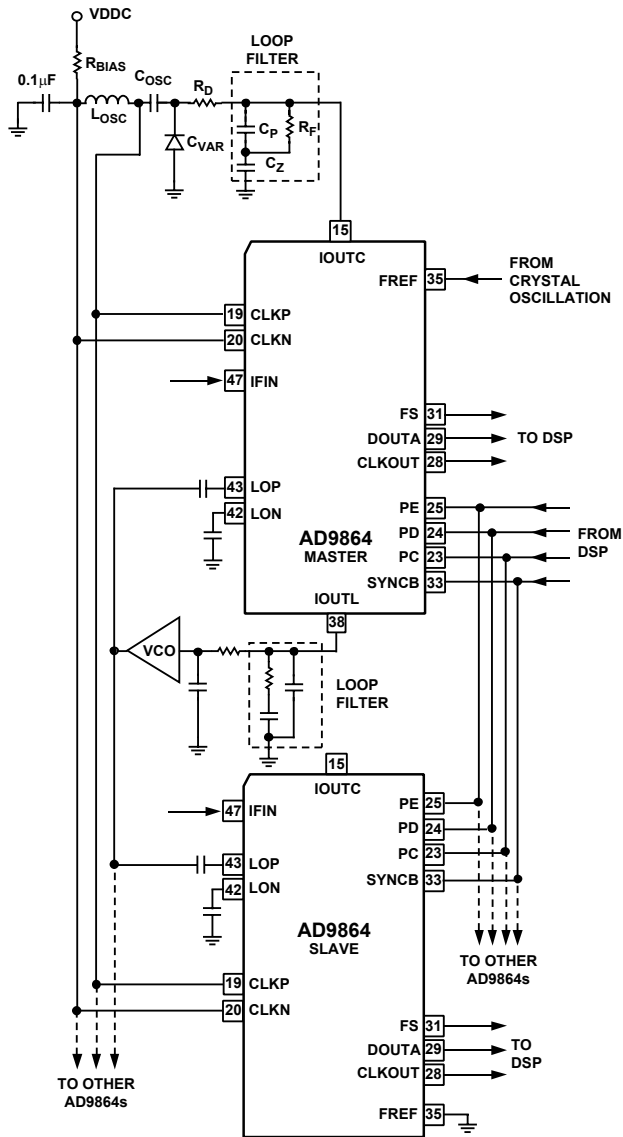 VDDC
RBIAS
0.1µF
COSC
LOSC
RD
CVAR
LOOP
FILTER
CP
RF
CZ
15
IOUTC
FREF
35
FROM
CRYSTAL
OSCILLATION
19
CLKP
20
CLKN
47
IFIN
FS
31
DOUTA
29
TO DSP
CLKOUT
28
43
LOP
42
LON
AD9864
MASTER
PE
25
PD
24
FROM
DSP
PC
23
SYNCB
33
IOUTL
38
VCO
LOOP
FILTER
15
IOUTC
47
IFIN
PE
25
PD
24
43
LOP
PC
23
42
LON
SYNCB
33
AD9864
SLAVE
TO OTHER
AD9864s
19
CLKP
20
CLKN
FS
31
DOUTA
29
TO
DSP
CLKOUT
28
TO OTHER
AD9864s
FREF
35